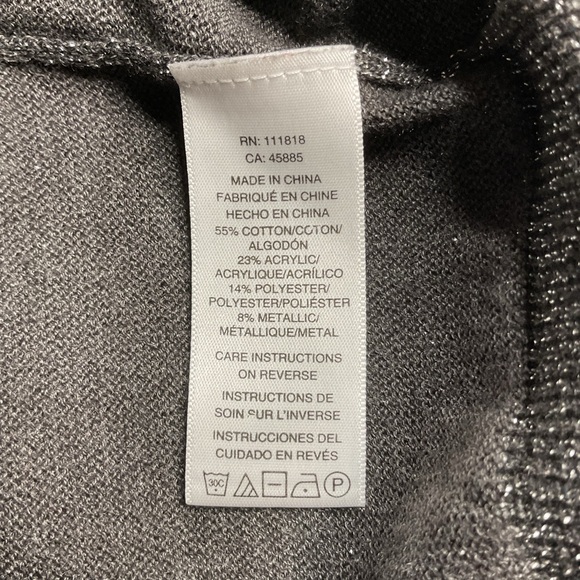 RN: 111818
CA: 45885
MADE IN CHINA
FABRIQUÉ EN CHINE
HECHO EN CHINA
55% COTTON/COTON/
ALGODÓN
23% ACRYLIC/
ACRYLIQUE/ACRÍLICO
14% POLYESTER/
POLYESTER/POLIÉSTER
8% METALLIC/
MÉTALLIQUE/METAL
CARE INSTRUCTIONS
ON REVERSE
INSTRUCTIONS DE
SOIN SUR L'INVERSE
INSTRUCCIONES DEL
CUIDADO EN REVÉS
30C P